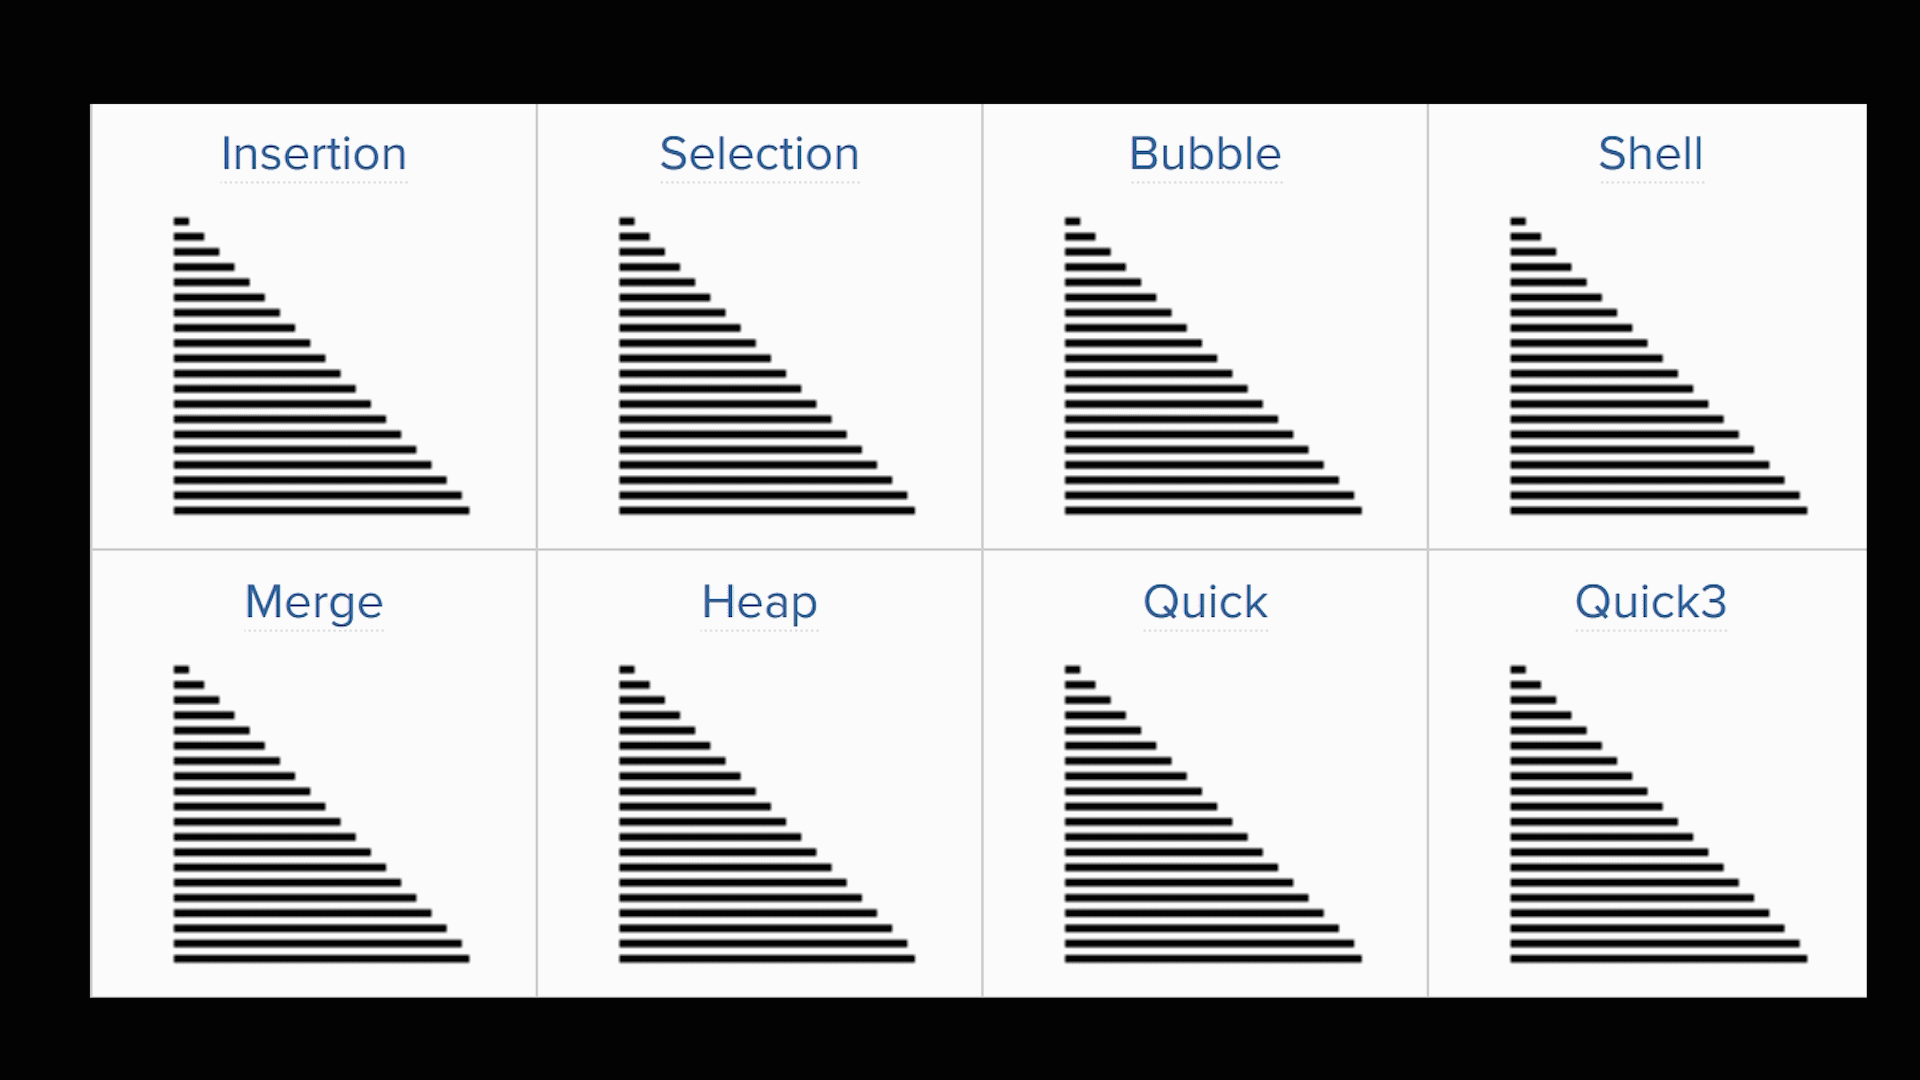 Insertion
Selection
Bubble
Shell
Merge
Heap
Quick
Quick3